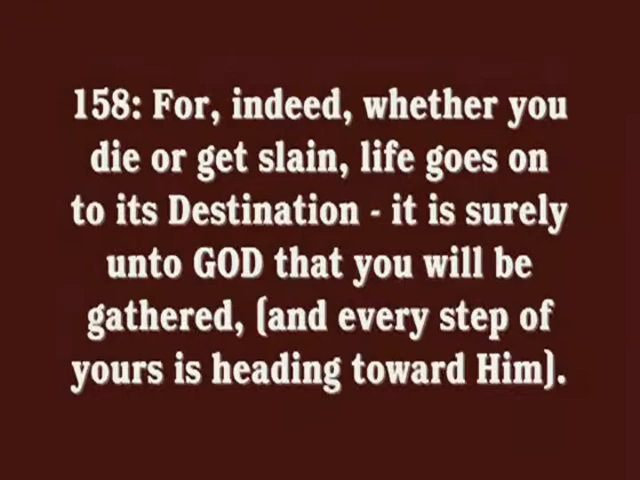 158: For, indeed, whether you
die or get slain, life goes on
to its Destination - it is surely
unto GOD that you will be
gathered, (and every step of
yours is heading toward Him).